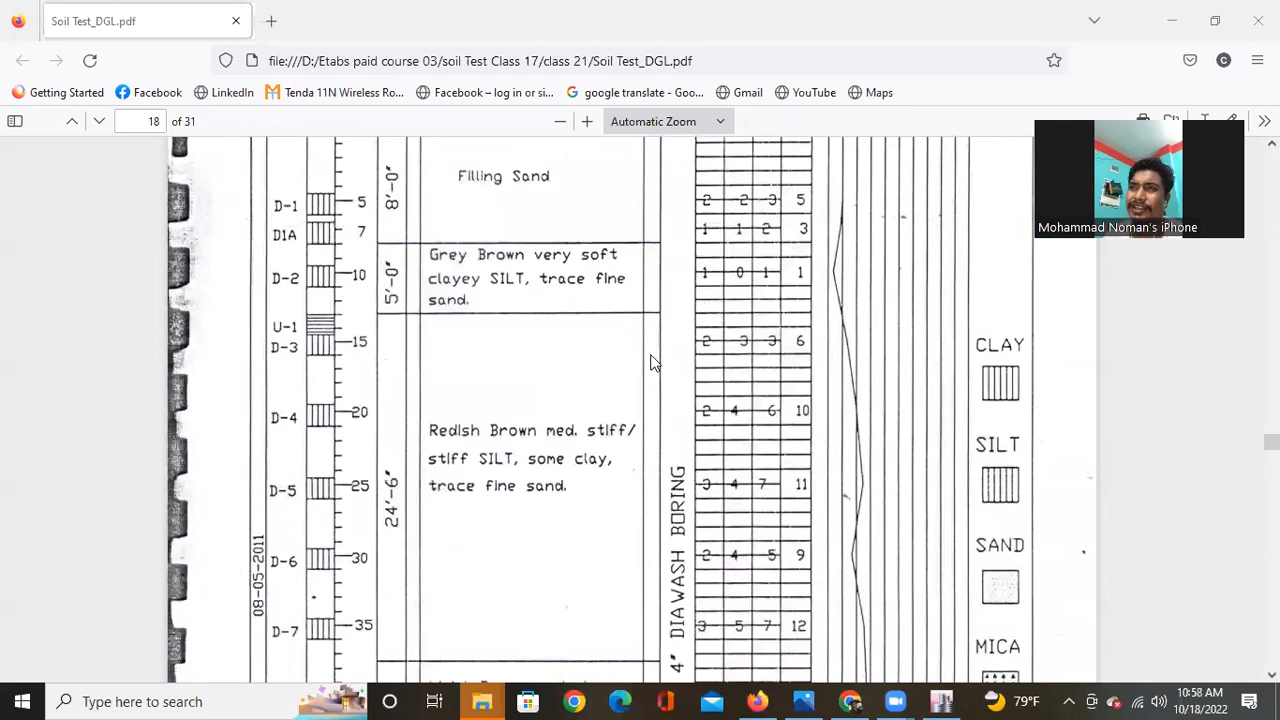 Soil Test_DGL.pdf
file:///D:/Etabs paid course 03/soil Test Class 17/class 21/Soil Test_DGL.pdf
Getting Started Facebook LinkedIn Tenda 11N Wireless Ro... Facebook – log in or si... google translate - Goo... Gmail YouTube Maps
18 of 31 Automatic Zoom
Mohammad Noman's iPhone
Filling Sand
8'-0"
D-1 5 2 2 3 5
D1A 7 1 1 2 3
Grey Brown very soft
clayey SILT, trace fine
sand.
5'-0"
D-2 10 1 0 1 1
U-1
D-3 15 2 3 3 6
D-4 20 2 4 6 10
Redish Brown med. stiff/
stiff SILT, some clay,
trace fine sand.
24'-6"
D-5 25 3 4 7 11
D-6 30 2 4 5 9
D-7 35 3 5 7 12
08-05-2011
4" DIAWASH BORING
CLAY
SILT
SAND
MICA
Type here to search
79°F
10:58 AM
10/18/2022